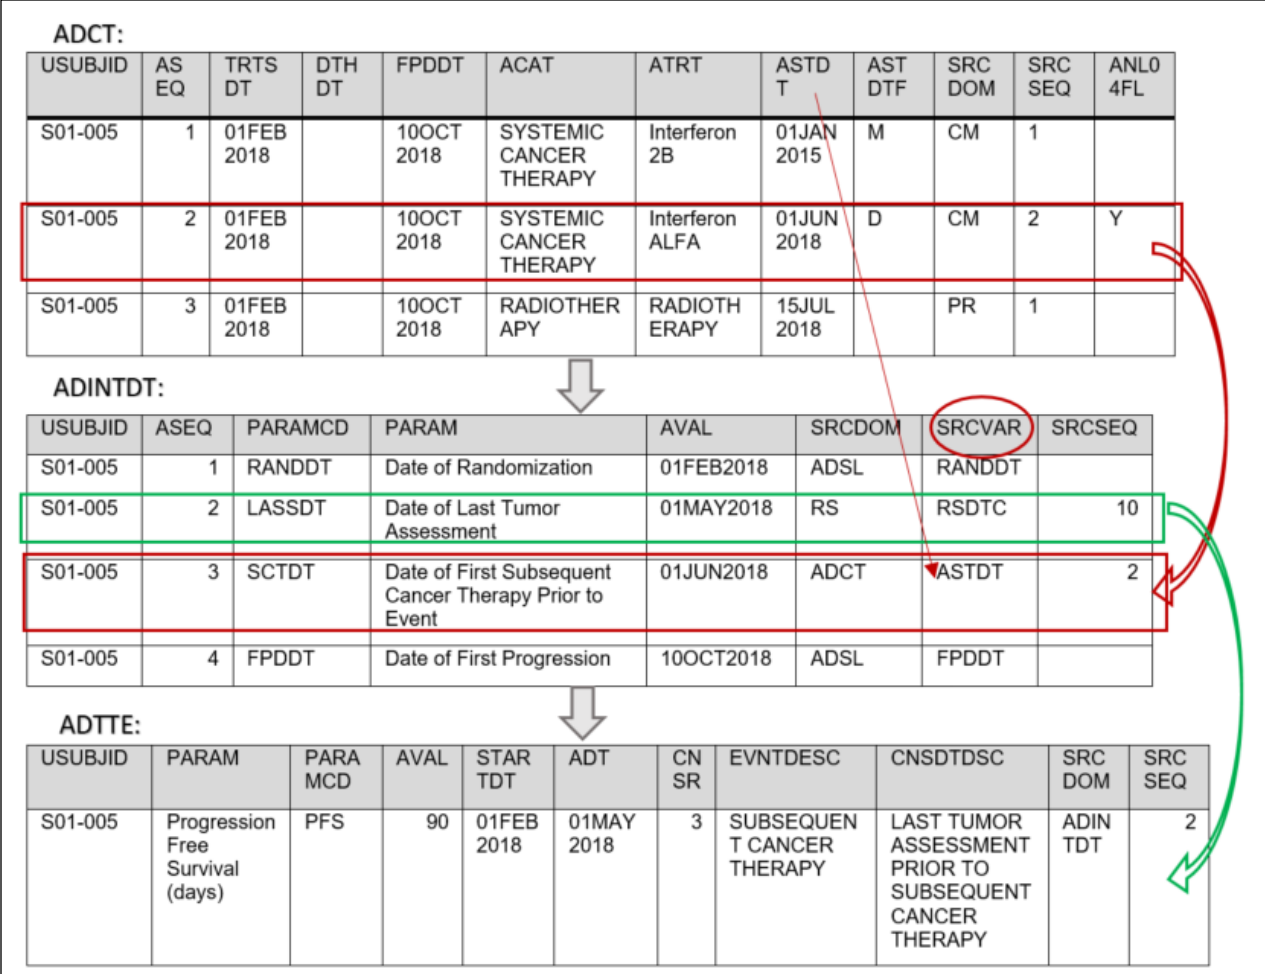 ADCT:
USUBJID AS TRTS DTH FPDDT ACAT ATRT ASTD AST SRC SRC ANL0
EQ DT DT T DTF DOM SEQ 4FL
S01-005 1 01FEB 10OCT SYSTEMIC Interferon 01JAN M CM 1
2018 2018 CANCER 2B 2015
THERAPY
S01-005 2 01FEB 10OCT SYSTEMIC Interferon 01JUN D CM 2 Y
2018 2018 CANCER ALFA 2018
THERAPY
S01-005 3 01FEB 10OCT RADIOTHER RADIOTH 15JUL PR 1
2018 2018 APY ERAPY 2018
ADINTDT:
USUBJID ASEQ PARAMCD PARAM AVAL SRCDOM SRCVAR SRCSEQ
S01-005 1 RANDDT Date of Randomization 01FEB2018 ADSL RANDDT
S01-005 2 LASSDT Date of Last Tumor 01MAY2018 RS RSDTC 10
Assessment
S01-005 3 SCTDT Date of First Subsequent 01JUN2018 ADCT ASTDT 2
Cancer Therapy Prior to
Event
S01-005 4 FPDDT Date of First Progression 10OCT2018 ADSL FPDDT
ADTTE:
USUBJID PARAM PARA AVAL STAR ADT CN EVNTDESC CNSDTDSC SRC SRC
MCD TDT SR DOM SEQ
S01-005 Progression PFS 90 01FEB 01MAY 3 SUBSEQUEN LAST TUMOR ADIN 2
Free 2018 2018 T CANCER ASSESSMENT TDT
Survival THERAPY PRIOR TO
(days) SUBSEQUENT
CANCER
THERAPY